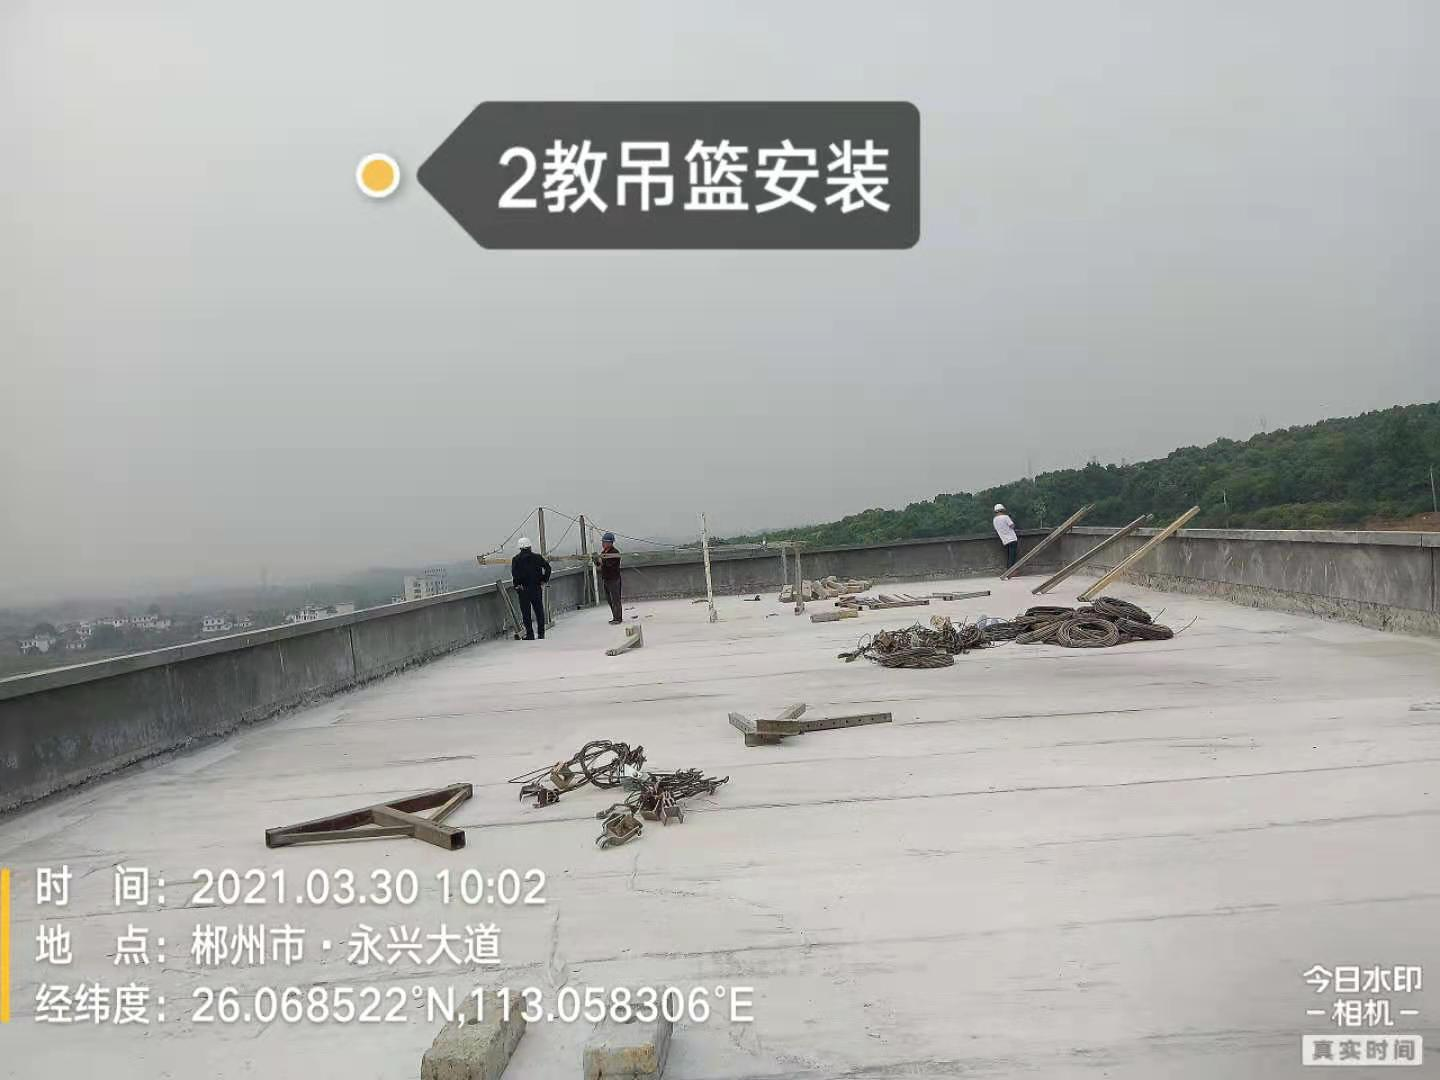 2教吊篮安装
时 间：2021.03.30 10:02
地 点：郴州市·永兴大道
经纬度：26.068522°N,113.058306°E
今日水印
-相机-
真实时间